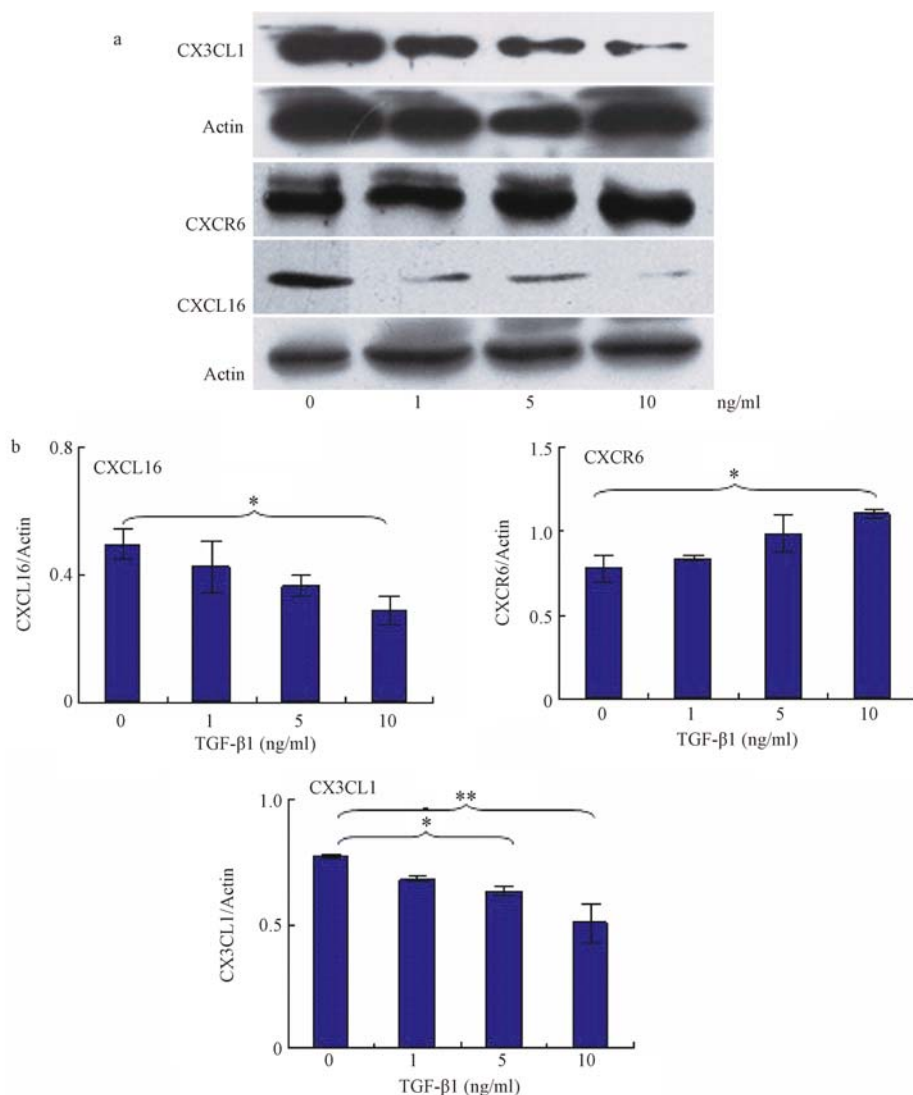 a
CX3CL1
Actin
CXCR6
CXCL16
Actin
0 1 5 10 ng/ml
b
CXCL16
0.8
0.4
0
CXCL16/Actin
*
0 1 5 10
TGF-β1 (ng/ml)
CXCR6
1.5
1.0
0.5
0
CXCR6/Actin
*
0 1 5 10
TGF-β1 (ng/ml)
CX3CL1
1.0
0.5
0
CX3CL1/Actin
**
*
0 1 5 10
TGF-β1 (ng/ml)